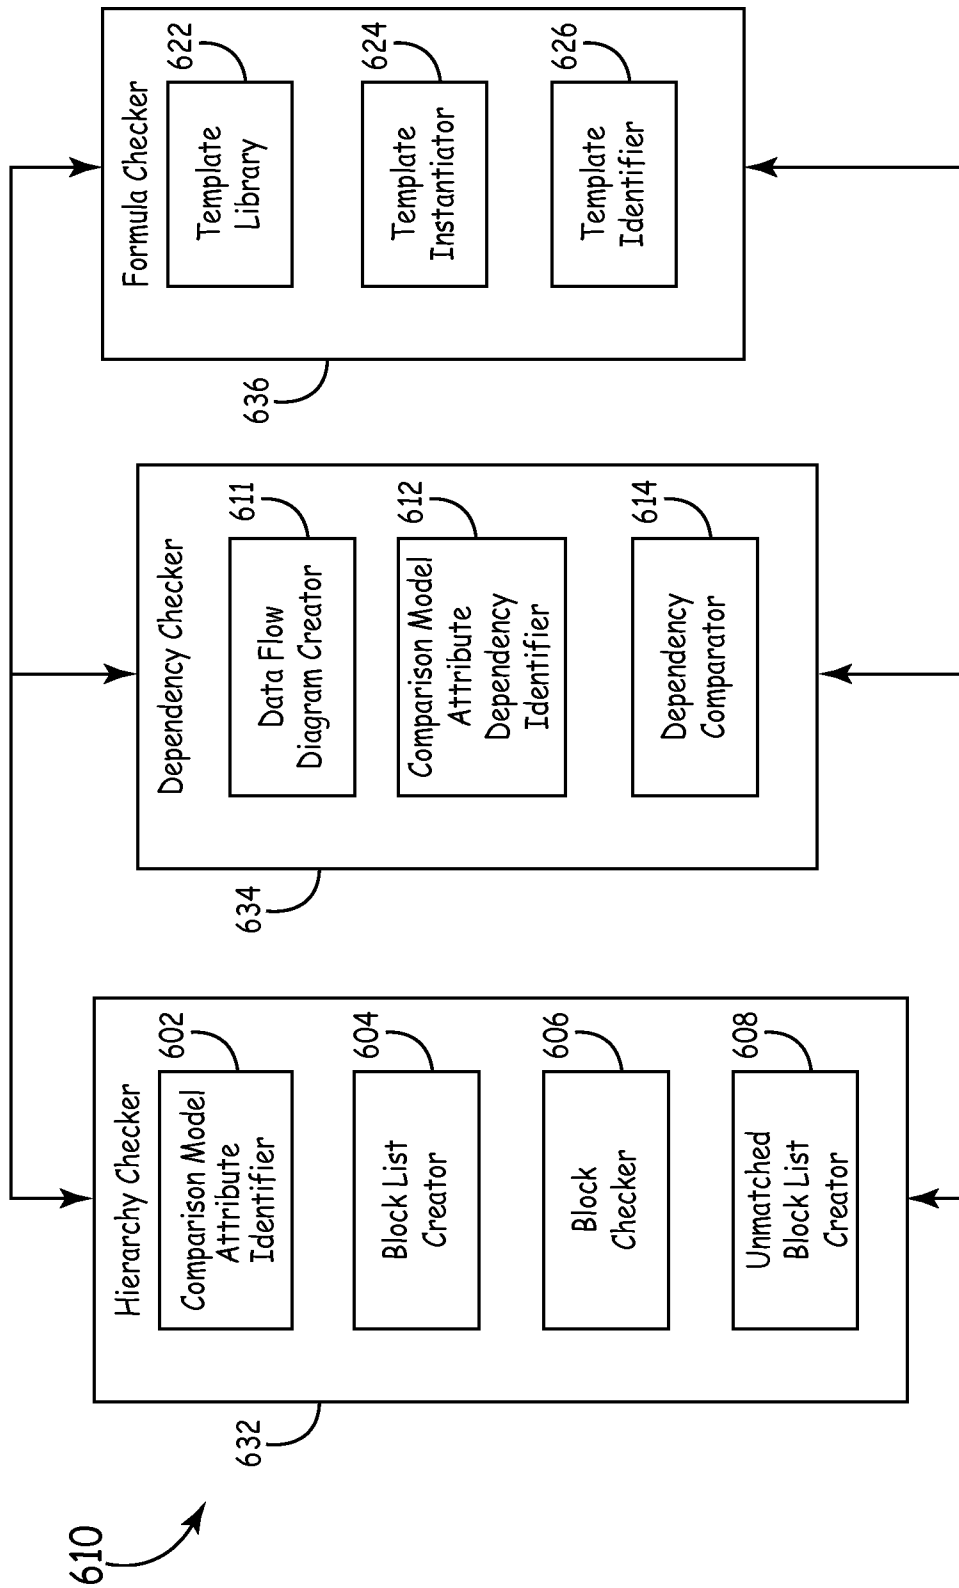 610
632
Hierarchy Checker
602
Comparison Model
Attribute
Identifier
604
Block List
Creator
606
Block
Checker
608
Unmatched
Block List
Creator
634
Dependency Checker
611
Data Flow
Diagram Creator
612
Comparison Model
Attribute
Dependency
Identifier
614
Dependency
Comparator
636
Formula Checker
622
Template
Library
624
Template
Instantiator
626
Template
Identifier